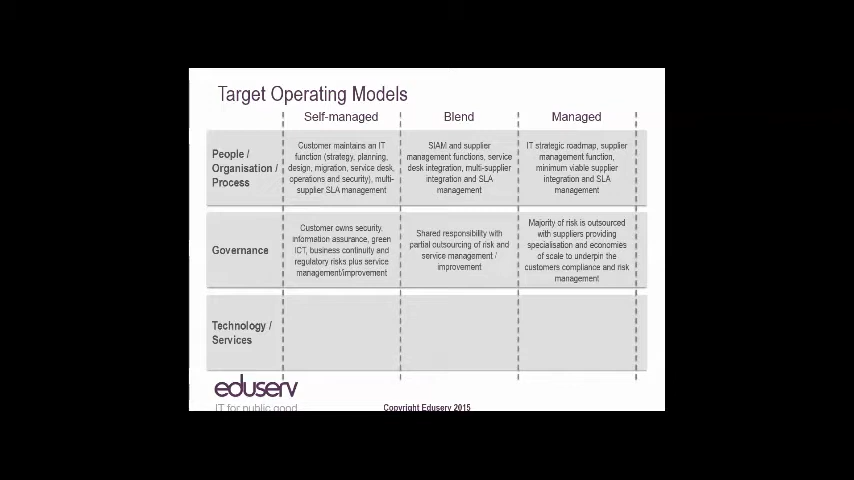 Target Operating Models
Self-managed
Blend
Managed
People /
Organisation /
Process
Customer maintains an IT
function (strategy, planning,
design, migration, service desk,
operations and security), multi-
supplier SLA management
SIAM and supplier
management functions, service
desk integration, multi-supplier
integration and SLA
management
IT strategic roadmap, supplier
management function,
minimum viable supplier
integration and SLA
management
Governance
Customer owns security,
information assurance, green
ICT, business continuity and
regulatory risks plus service
management/improvement
Shared responsibility with
partial outsourcing of risk and
service management /
improvement
Majority of risk is outsourced
with suppliers providing
specialisation and economies
of scale to underpin the
customers compliance and risk
management
Technology /
Services
eduserv
IT for public good
Copyright Eduserv 2015